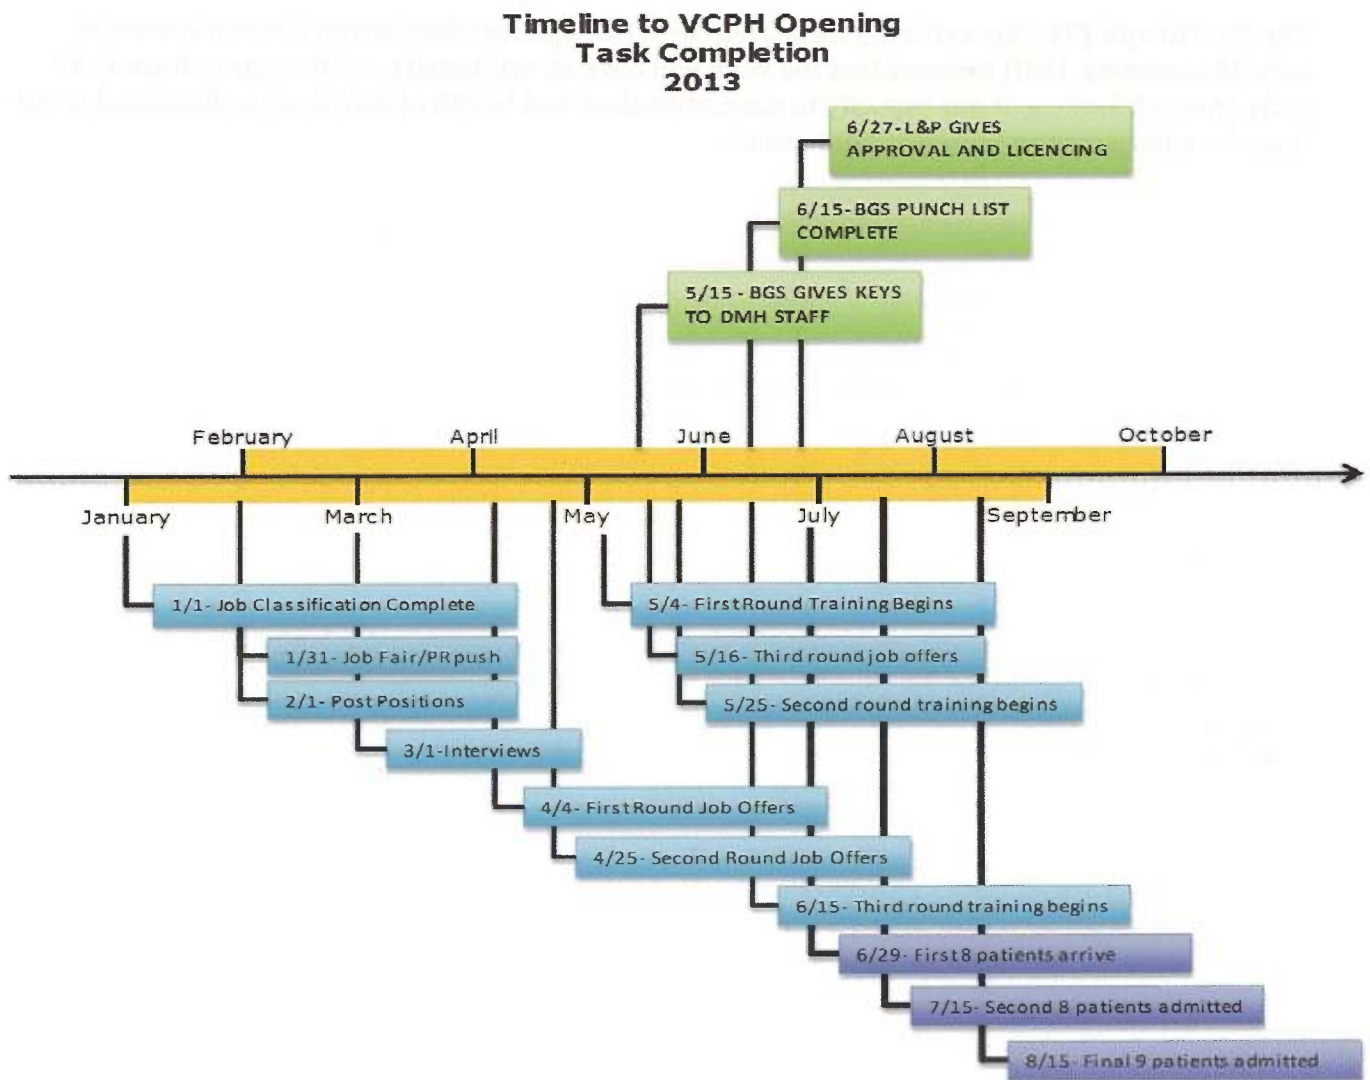 Timeline to VCPH Opening
Task Completion
2013
6/27-L&P GIVES
APPROVAL AND LICENCING
6/15-BGS PUNCH LIST
COMPLETE
5/15 - BGS GIVES KEYS
TO DMH STAFF
February
April
June
August
October
January
March
May
July
September
1/1- Job Classification Complete
1/31- Job Fair/PR push
2/1- Post Positions
3/1-Interviews
4/4- First Round Job Offers
4/25- Second Round Job Offers
5/4- First Round Training Begins
5/16- Third round job offers
5/25- Second round training begins
6/15- Third round training begins
6/29- First 8 patients arrive
7/15- Second 8 patients admitted
8/15- Final 9 patients admitted